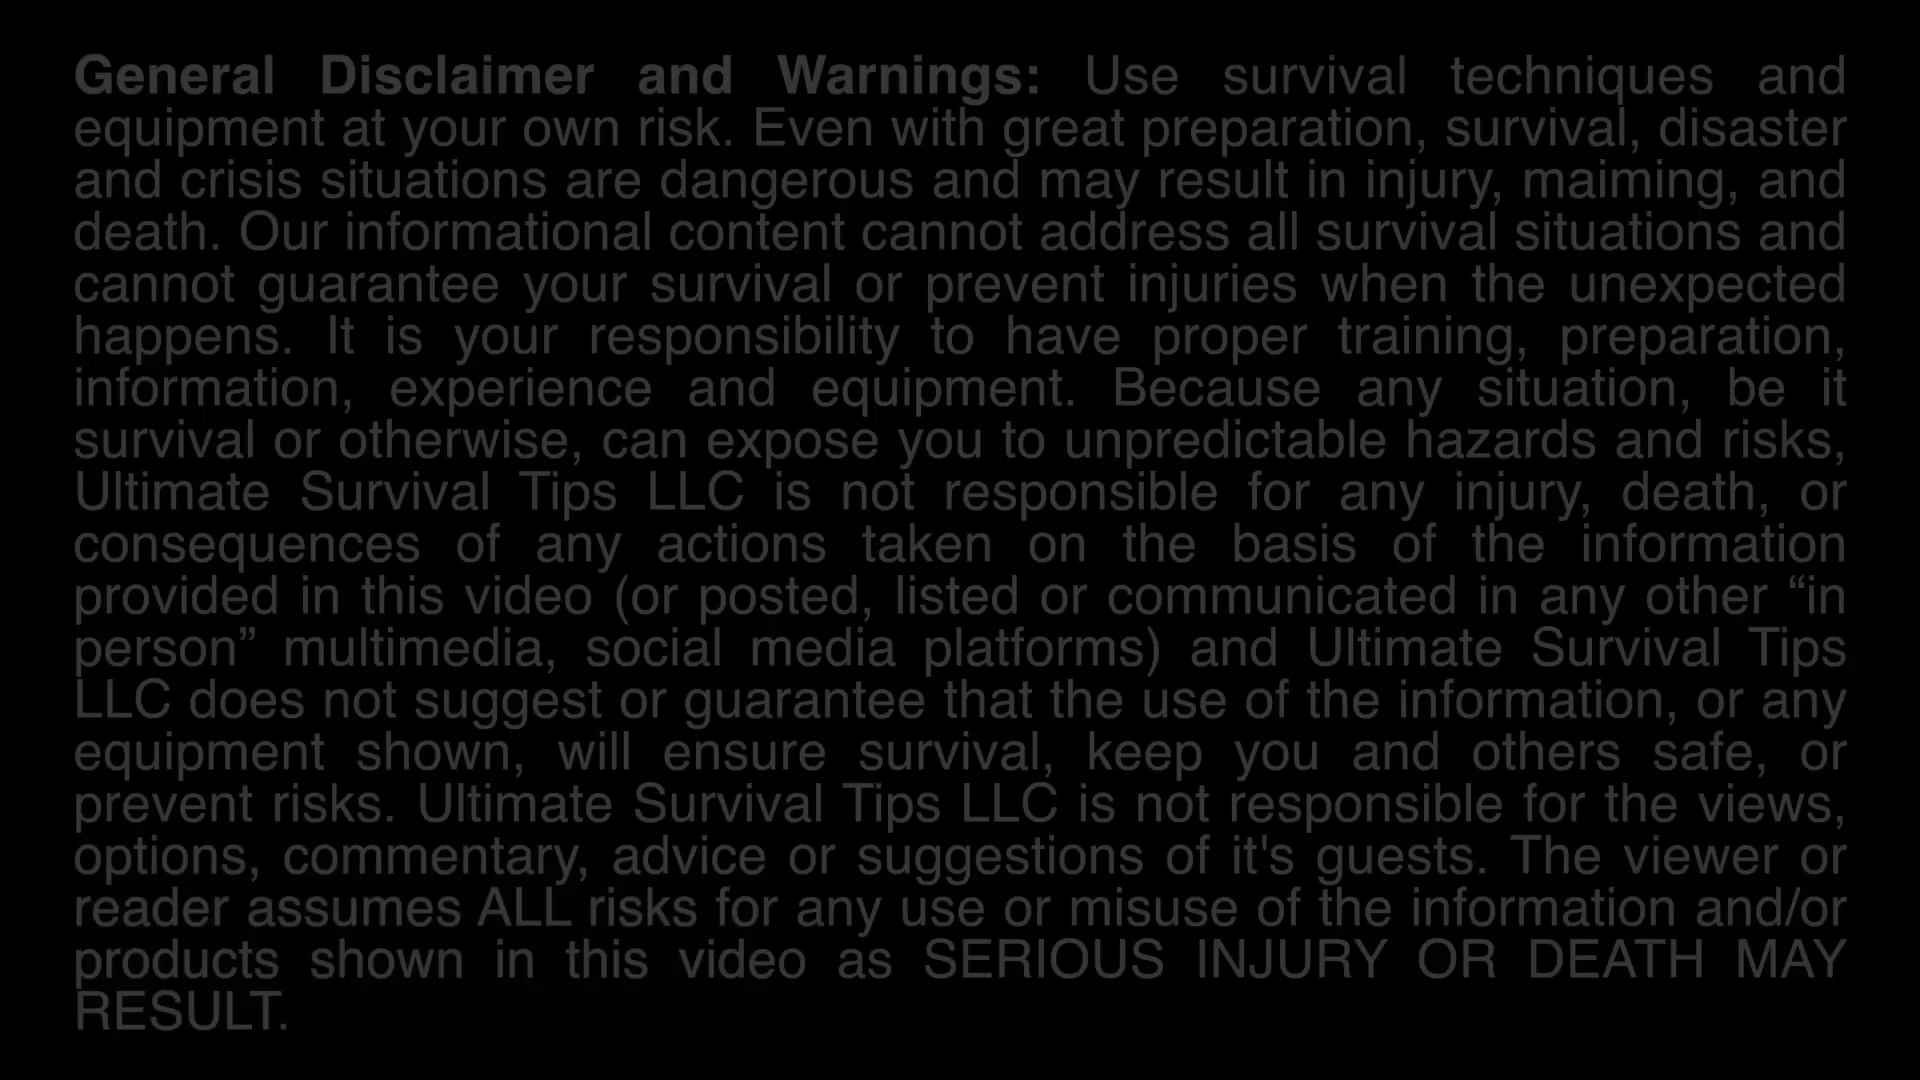 General Disclaimer and Warnings: Use survival techniques and
equipment at your own risk. Even with great preparation, survival, disaster
and crisis situations are dangerous and may result in injury, maiming, and
death. Our informational content cannot address all survival situations and
cannot guarantee your survival or prevent injuries when the unexpected
happens. It is your responsibility to have proper training, preparation,
information, experience and equipment. Because any situation, be it
survival or otherwise, can expose you to unpredictable hazards and risks,
Ultimate Survival Tips LLC is not responsible for any injury, death, or
consequences of any actions taken on the basis of the information
provided in this video (or posted, listed or communicated in any other “in
person” multimedia, social media platforms) and Ultimate Survival Tips
LLC does not suggest or guarantee that the use of the information, or any
equipment shown, will ensure survival, keep you and others safe, or
prevent risks. Ultimate Survival Tips LLC is not responsible for the views,
options, commentary, advice or suggestions of it's guests. The viewer or
reader assumes ALL risks for any use or misuse of the information and/or
products shown in this video as SERIOUS INJURY OR DEATH MAY
RESULT.